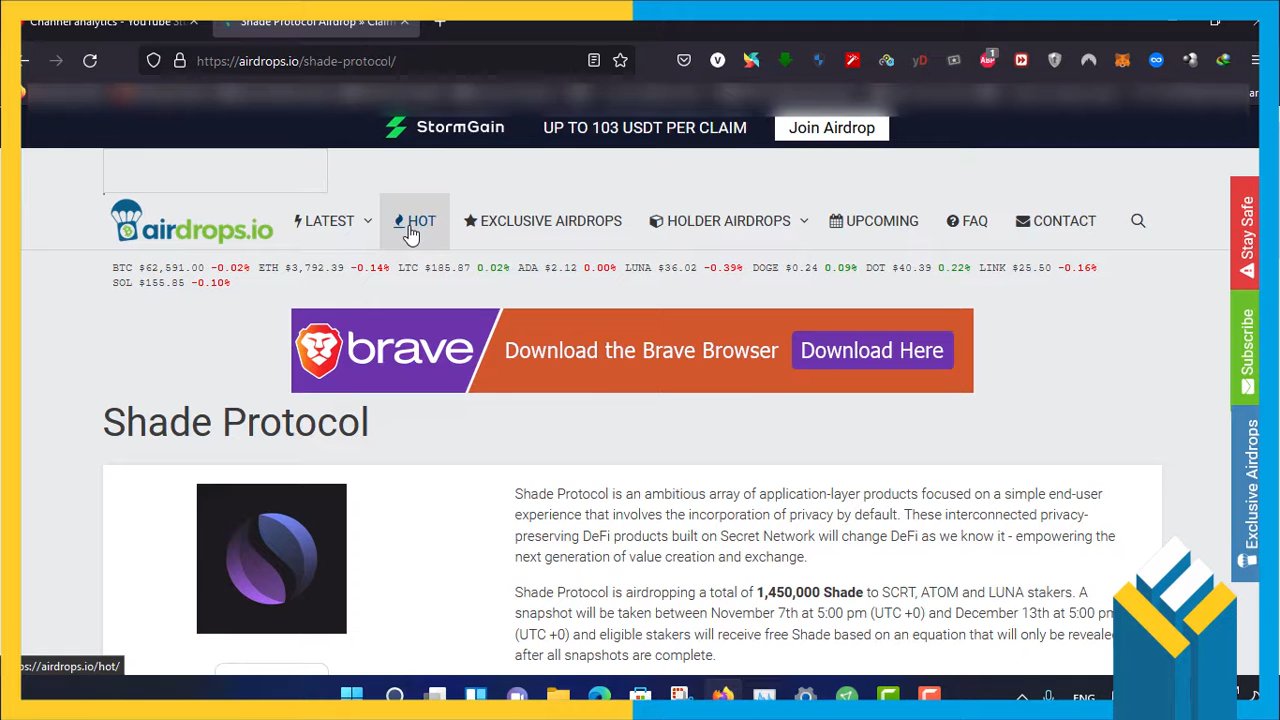 Channel analytics - YouTube St
Shade Protocol Airdrop » Claim
https://airdrops.io/shade-protocol/
StormGain UP TO 103 USDT PER CLAIM Join Airdrop
airdrops.io LATEST HOT EXCLUSIVE AIRDROPS HOLDER AIRDROPS UPCOMING FAQ CONTACT
BTC $62,591.00 -0.02% ETH $3,792.39 -0.14% LTC $185.87 0.02% ADA $2.12 0.00% LUNA $36.02 -0.39% DOGE $0.24 0.09% DOT $40.39 0.22% LINK $25.50 -0.16%
SOL $155.85 -0.10%
brave Download the Brave Browser Download Here
Shade Protocol
Shade Protocol is an ambitious array of application-layer products focused on a simple end-user
experience that involves the incorporation of privacy by default. These interconnected privacy-
preserving DeFi products built on Secret Network will change DeFi as we know it - empowering the
next generation of value creation and exchange.
Shade Protocol is airdropping a total of 1,450,000 Shade to SCRT, ATOM and LUNA stakers. A
snapshot will be taken between November 7th at 5:00 pm (UTC +0) and December 13th at 5:00 pm
(UTC +0) and eligible stakers will receive free Shade based on an equation that will only be reveale
after all snapshots are complete.
Stay Safe
Subscribe
Exclusive Airdrops
ps://airdrops.io/hot/
ENG